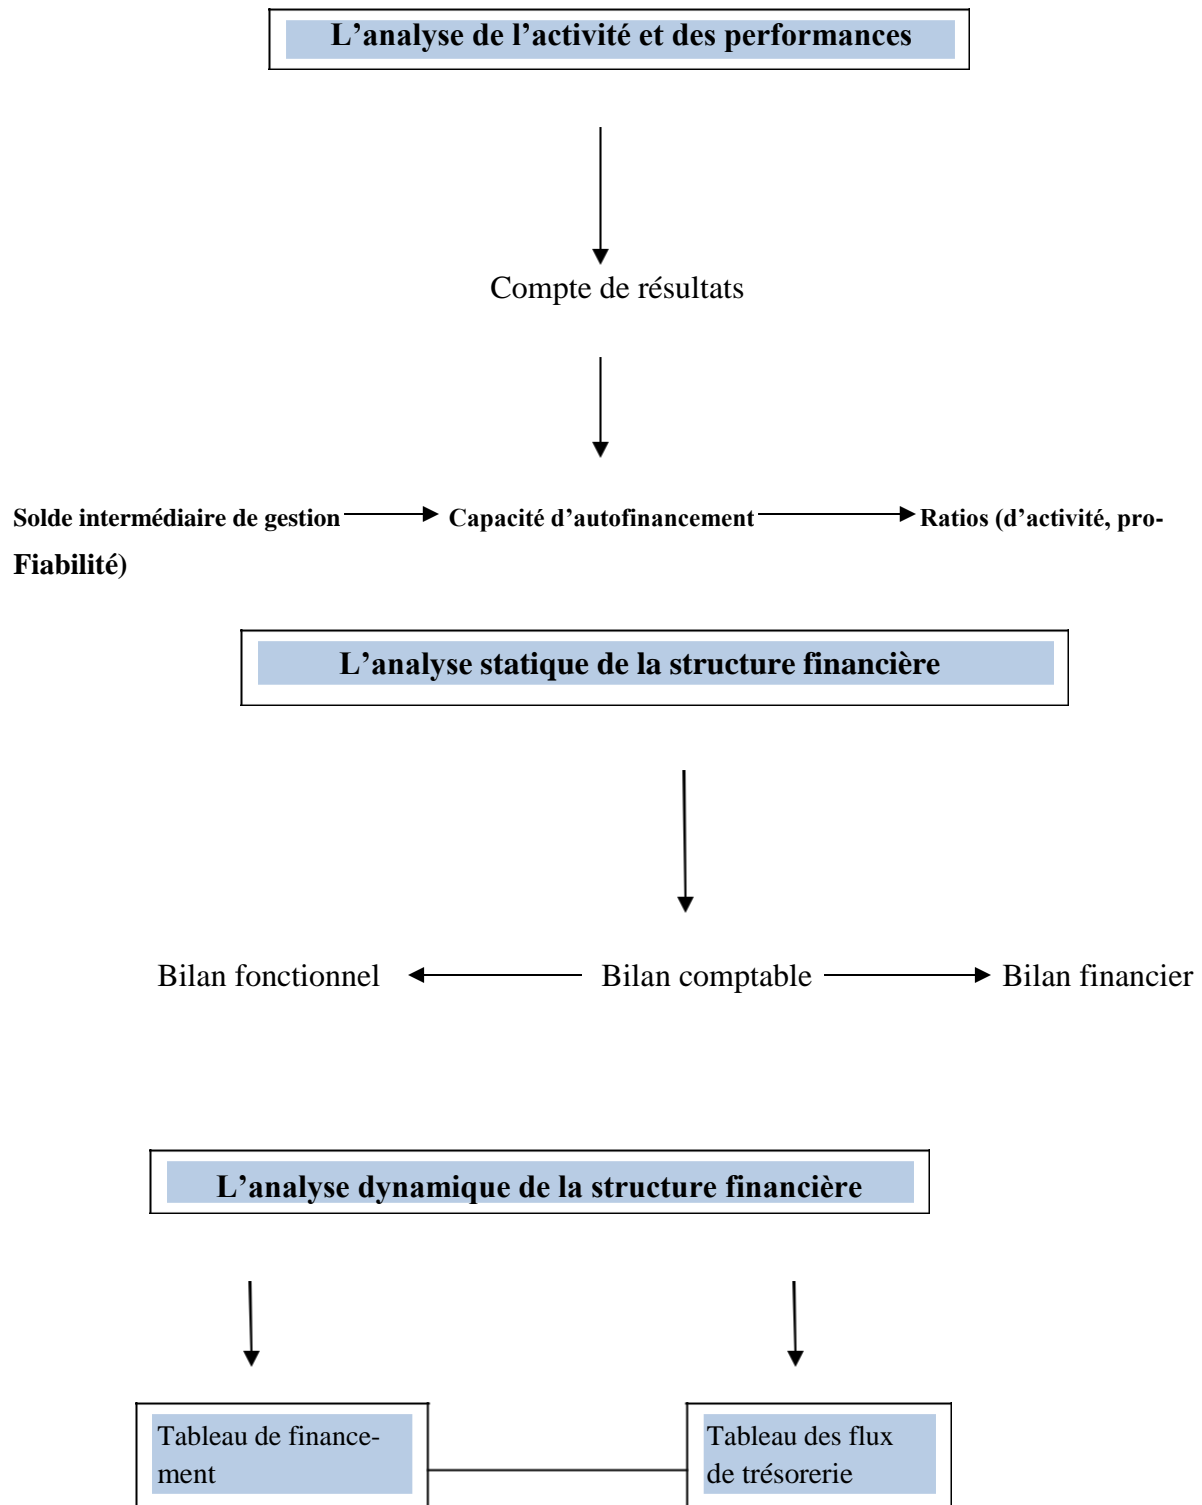 L’analyse de l’activité et des performances
Compte de résultats
Solde intermédiaire de gestion Capacité d’autofinancement Ratios (d’activité, pro-
Fiabilité)
L’analyse statique de la structure financière
Bilan fonctionnel Bilan comptable Bilan financier
L’analyse dynamique de la structure financière
Tableau de finance-
ment
Tableau des flux
de trésorerie